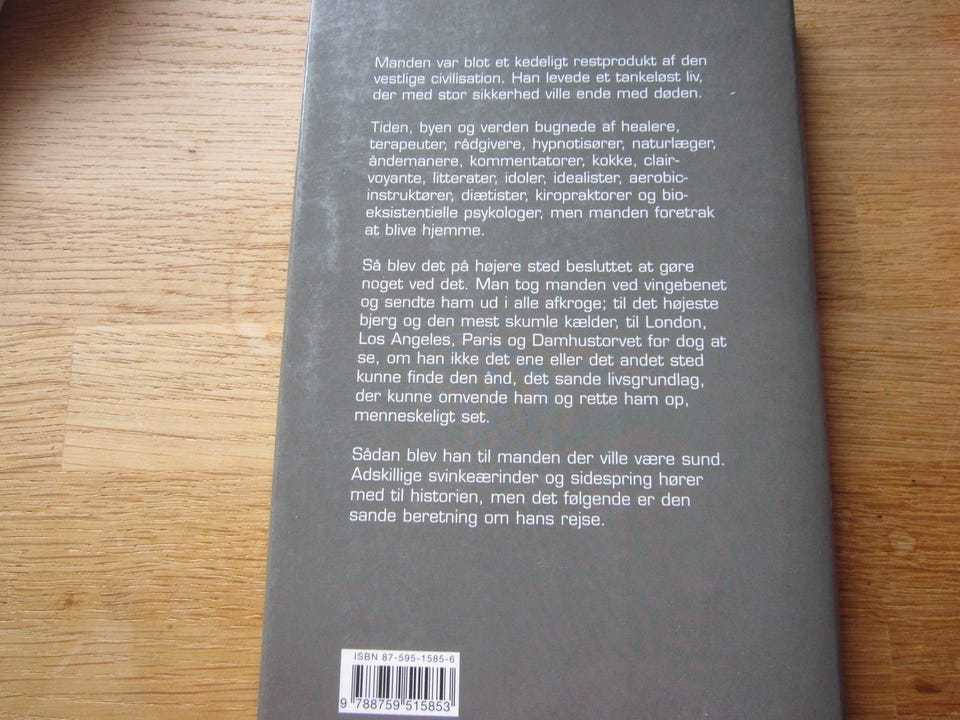 Manden var blot et kedeligt restprodukt af den
vestlige civilisation. Han levede et tankeløst liv,
der med stor sikkerhed ville ende med døden.
Tiden, byen og verden bugnede af healere,
terapeuter, rådgivere, hypnotisører, naturlæger,
åndemanere, kommentatorer, kokke, clair-
voyante, litterater, idoler, idealister, aerobic-
instruktører, diætister, kiropraktorer og bio-
eksistentielle psykologer, men manden foretrak
at blive hjemme.
Så blev det på højere sted besluttet at gøre
noget ved det. Man tog manden ved vingebenet
og sendte ham ud i alle afkroge; til det højeste
bjerg og den mest skumle kælder, til London,
Los Angeles, Paris og Damhustorvet for dog at
se, om han ikke det ene eller det andet sted
kunne finde den ånd, det sande livsgrundlag,
der kunne omvende ham og rette ham op,
menneskeligt set.
Sådan blev han til manden der ville være sund.
Adskillige svinkeærinder og sidespring hører
med til historien, men det følgende er den
sande beretning om hans rejse.
ISBN 87-595-1585-6
9 788759 515853